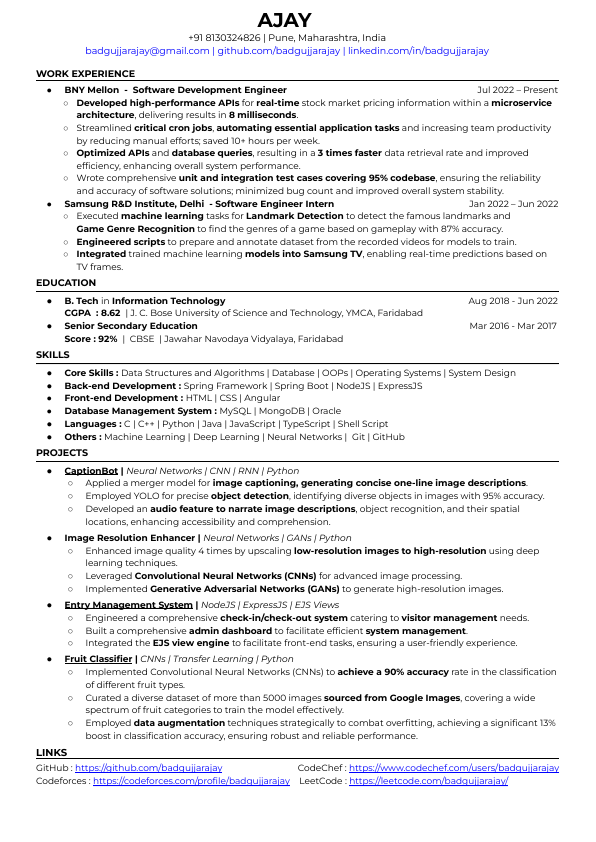 AJAY
+91 8130324826 | Pune, Maharashtra, India
badgujjarajay@gmail.com | github.com/badgujjarajay | linkedin.com/in/badgujjarajay
WORK EXPERIENCE
● BNY Mellon - Software Development Engineer Jul 2022 – Present
○ Developed high-performance APIs for real-time stock market pricing information within a microservice
architecture, delivering results in 8 milliseconds.
○ Streamlined critical cron jobs, automating essential application tasks and increasing team productivity
by reducing manual efforts; saved 10+ hours per week.
○ Optimized APIs and database queries, resulting in a 3 times faster data retrieval rate and improved
efficiency, enhancing overall system performance.
○ Wrote comprehensive unit and integration test cases covering 95% codebase, ensuring the reliability
and accuracy of software solutions; minimized bug count and improved overall system stability.
● Samsung R&D Institute, Delhi - Software Engineer Intern Jan 2022 – Jun 2022
○ Executed machine learning tasks for Landmark Detection to detect the famous landmarks and
Game Genre Recognition to find the genres of a game based on gameplay with 87% accuracy.
○ Engineered scripts to prepare and annotate dataset from the recorded videos for models to train.
○ Integrated trained machine learning models into Samsung TV, enabling real-time predictions based on
TV frames.
EDUCATION
● B. Tech in Information Technology Aug 2018 - Jun 2022
CGPA : 8.62 | J. C. Bose University of Science and Technology, YMCA, Faridabad
● Senior Secondary Education Mar 2016 - Mar 2017
Score : 92% | CBSE | Jawahar Navodaya Vidyalaya, Faridabad
SKILLS
● Core Skills : Data Structures and Algorithms | Database | OOPs | Operating Systems | System Design
● Back-end Development : Spring Framework | Spring Boot | NodeJS | ExpressJS
● Front-end Development : HTML | CSS | Angular
● Database Management System : MySQL | MongoDB | Oracle
● Languages : C | C++ | Python | Java | JavaScript | TypeScript | Shell Script
● Others : Machine Learning | Deep Learning | Neural Networks | Git | GitHub
PROJECTS
● CaptionBot | Neural Networks | CNN | RNN | Python
○ Applied a merger model for image captioning, generating concise one-line image descriptions.
○ Employed YOLO for precise object detection, identifying diverse objects in images with 95% accuracy.
○ Developed an audio feature to narrate image descriptions, object recognition, and their spatial
locations, enhancing accessibility and comprehension.
● Image Resolution Enhancer | Neural Networks | GANs | Python
○ Enhanced image quality 4 times by upscaling low-resolution images to high-resolution using deep
learning techniques.
○ Leveraged Convolutional Neural Networks (CNNs) for advanced image processing.
○ Implemented Generative Adversarial Networks (GANs) to generate high-resolution images.
● Entry Management System | NodeJS | ExpressJS | EJS Views
○ Engineered a comprehensive check-in/check-out system catering to visitor management needs.
○ Built a comprehensive admin dashboard to facilitate efficient system management.
○ Integrated the EJS view engine to facilitate front-end tasks, ensuring a user-friendly experience.
● Fruit Classifier | CNNs | Transfer Learning | Python
○ Implemented Convolutional Neural Networks (CNNs) to achieve a 90% accuracy rate in the classification
of different fruit types.
○ Curated a diverse dataset of more than 5000 images sourced from Google Images, covering a wide
spectrum of fruit categories to train the model effectively.
○ Employed data augmentation techniques strategically to combat overfitting, achieving a significant 13%
boost in classification accuracy, ensuring robust and reliable performance.
LINKS
GitHub : https://github.com/badgujjarajay CodeChef : https://www.codechef.com/users/badgujjarajay
Codeforces : https://codeforces.com/profile/badgujjarajay LeetCode : https://leetcode.com/badgujjarajay/